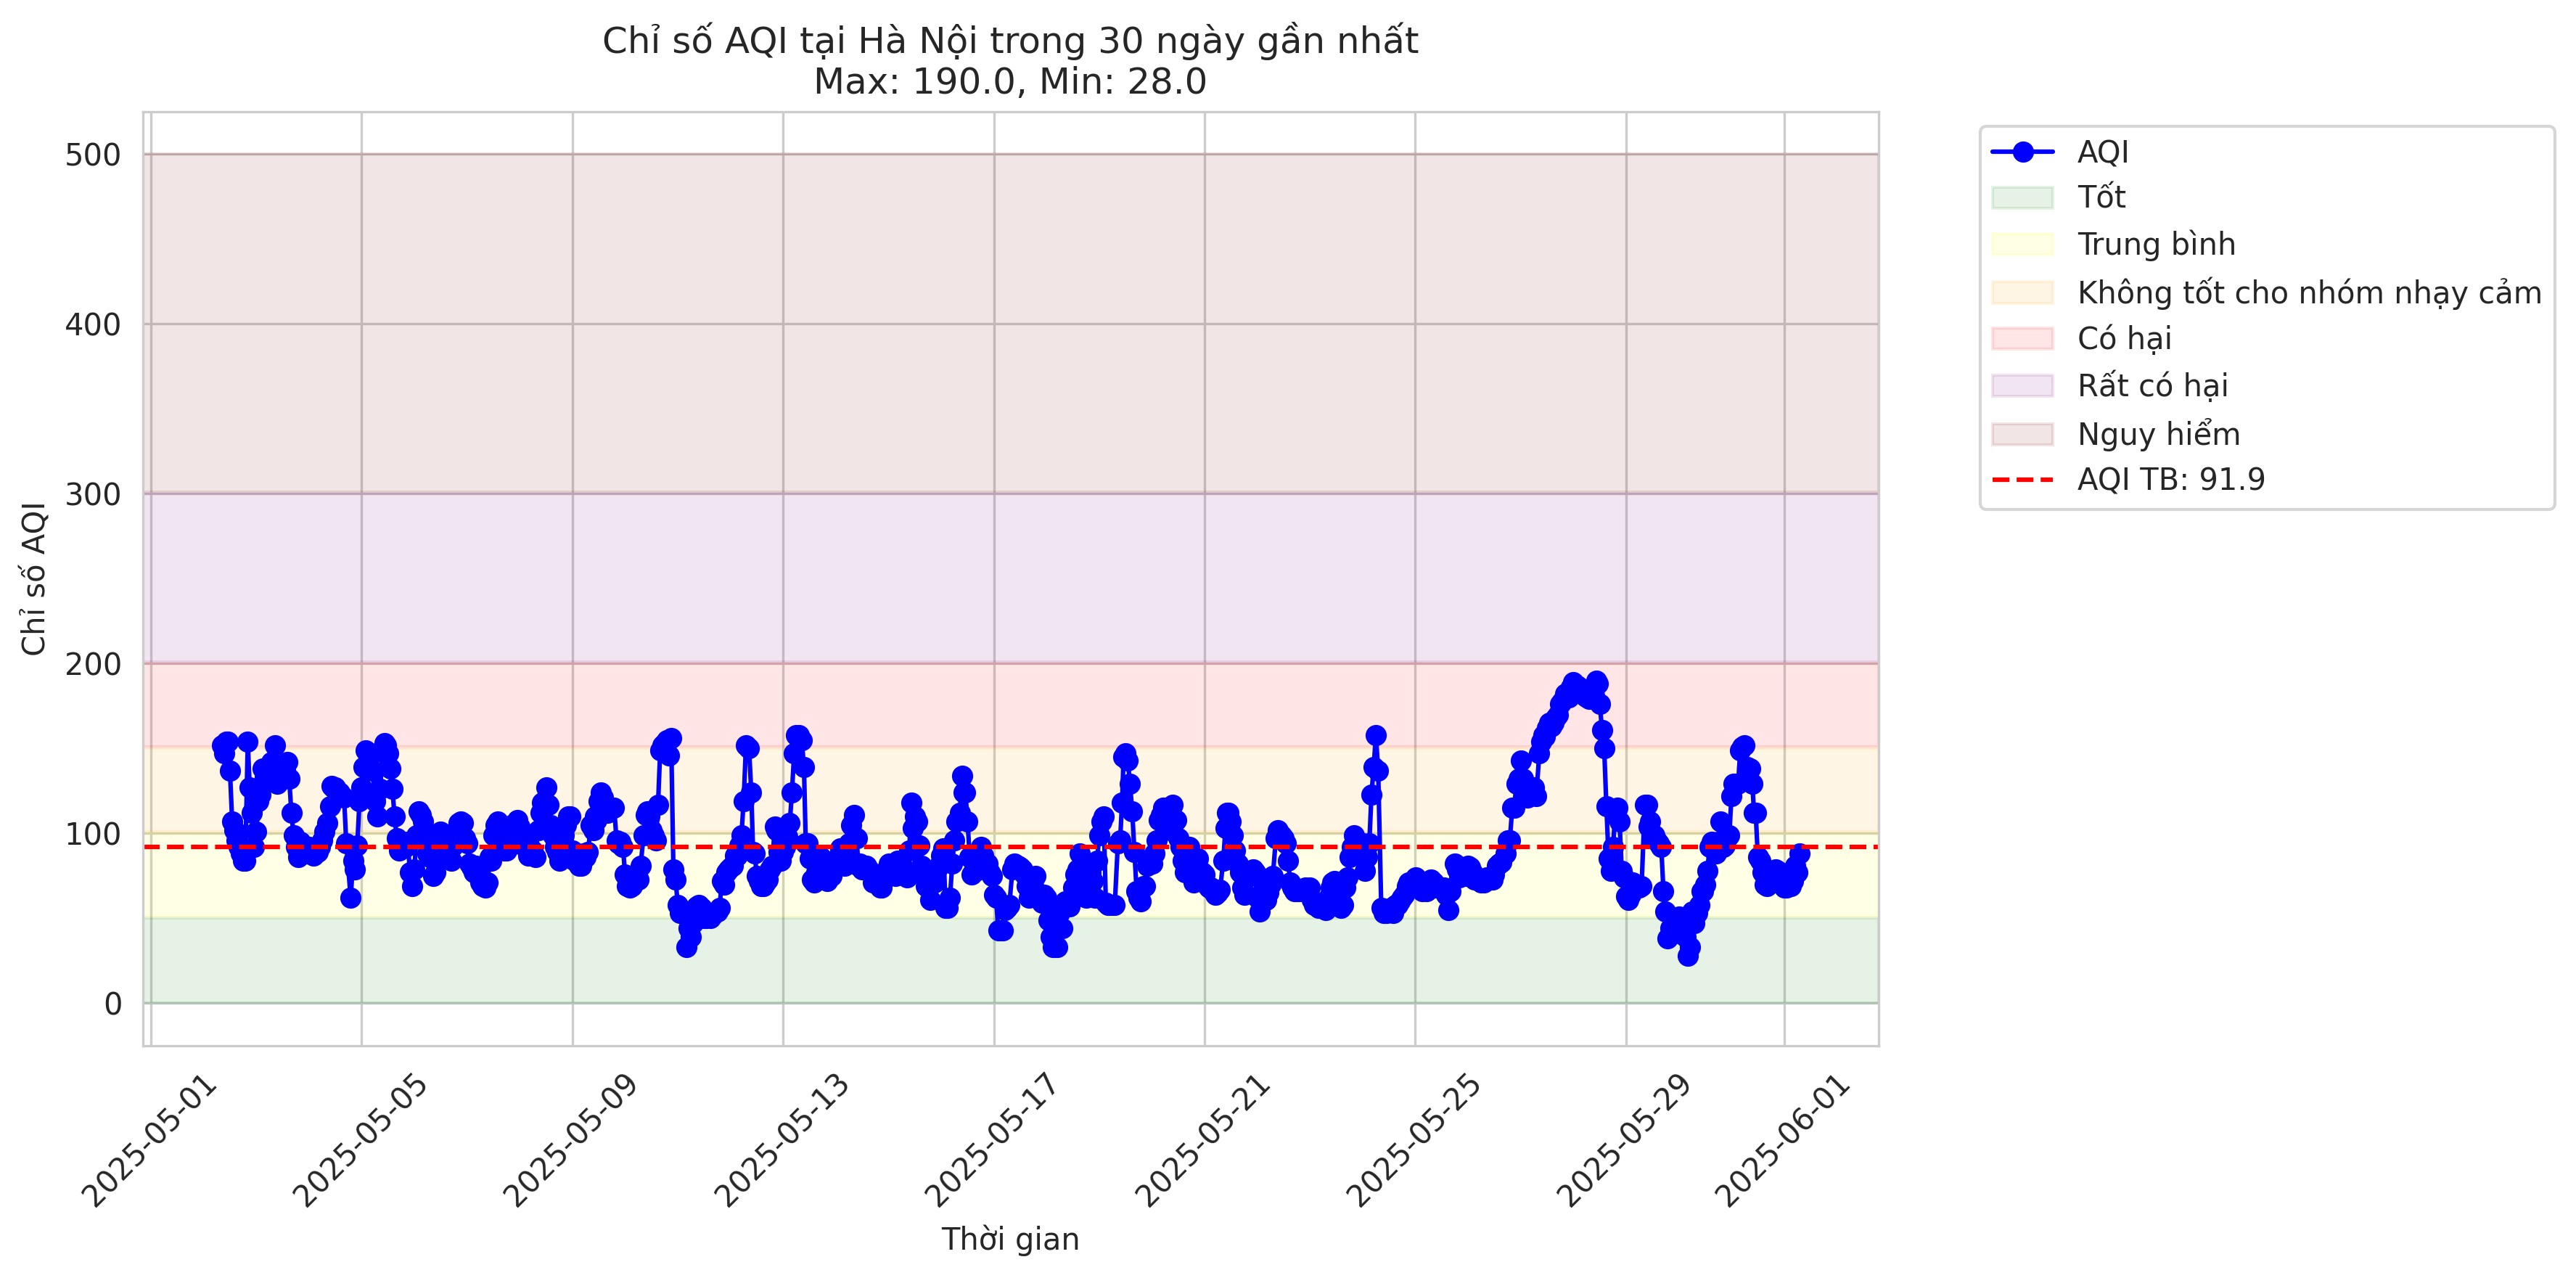 Chỉ số AQI tại Hà Nội trong 30 ngày gần nhất
Max: 190.0, Min: 28.0
Chỉ số AQI
500
400
300
200
100
0
2025-05-01
2025-05-05
2025-05-09
2025-05-13
2025-05-17
2025-05-21
2025-05-25
2025-05-29
2025-06-01
Thời gian
AQI
Tốt
Trung bình
Không tốt cho nhóm nhạy cảm
Có hại
Rất có hại
Nguy hiểm
AQI TB: 91.9